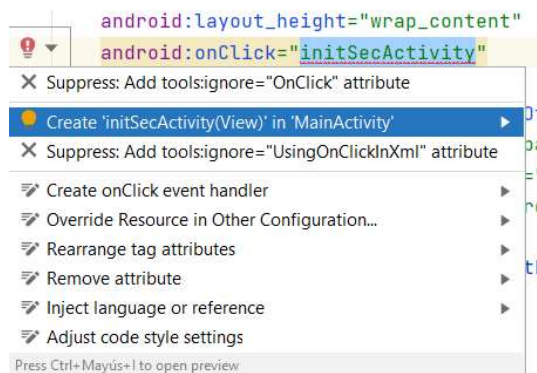 android:layout_height="wrap_content"
android:onClick="initSecActivity"
Suppress: Add tools:ignore="OnClick" attribute
Create 'initSecActivity(View)' in 'MainActivity'
Suppress: Add tools:ignore="UsingOnClickInXml" attribute
Create onClick event handler
Override Resource in Other Configuration...
Rearrange tag attributes
Remove attribute
Inject language or reference
Adjust code style settings
Press Ctrl+Mayús+I to open preview